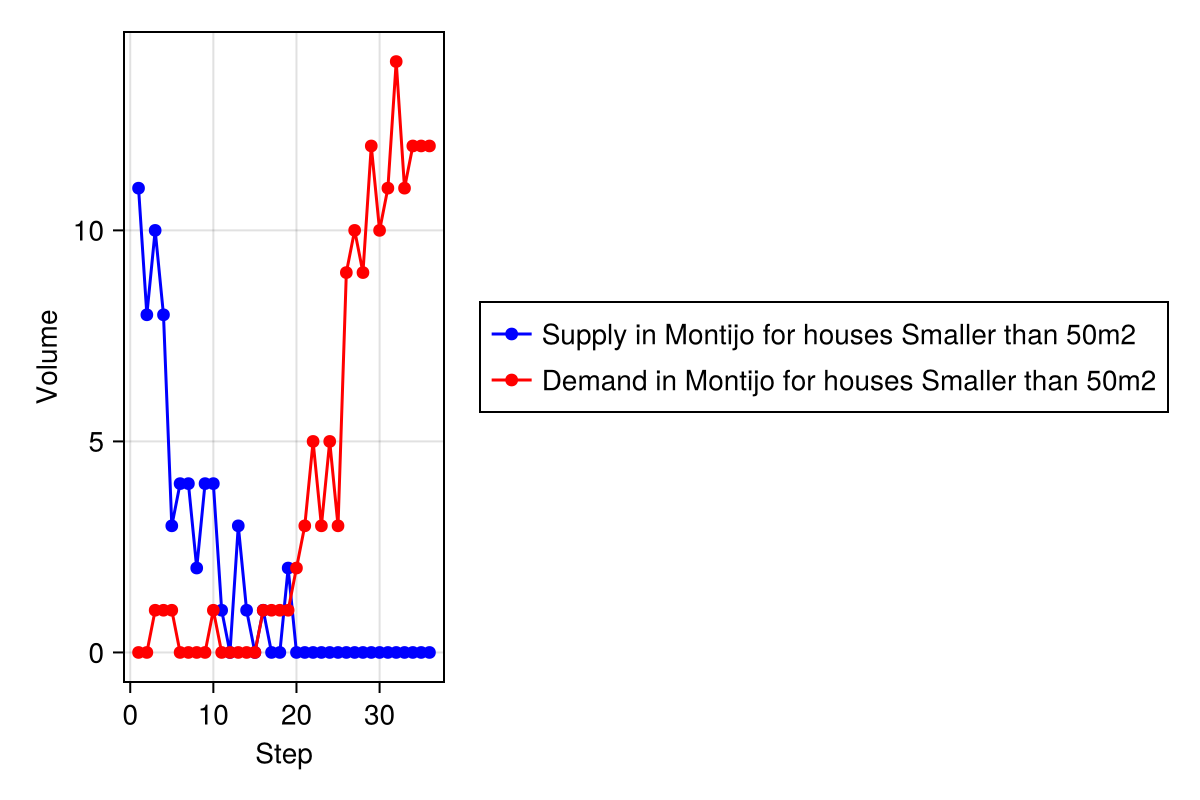 Volume
10
5
0
0 10 20 30
Step
Supply in Montijo for houses Smaller than 50m2
Demand in Montijo for houses Smaller than 50m2